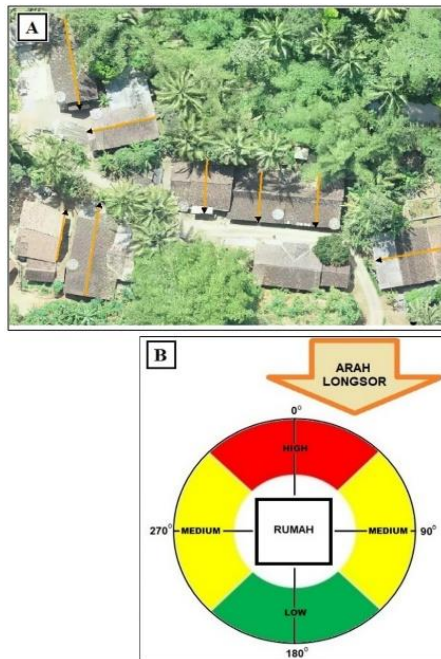 A
B
ARAH
LONGSOR
0°
HIGH
270°
MEDIUM
RUMAH
MEDIUM
90°
LOW
180°